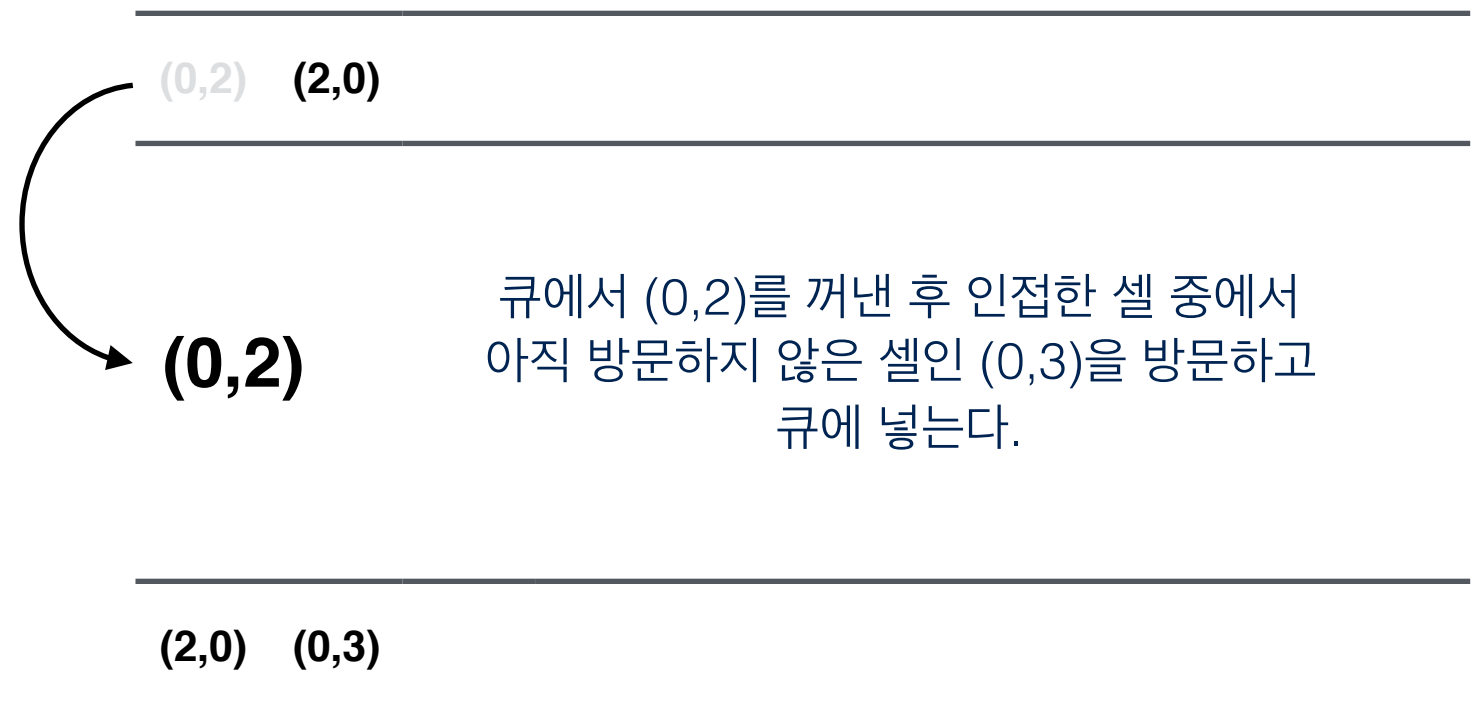 (0,2) (2,0)
큐에서 (0,2)를 꺼낸 후 인접한 셀 중에서
(0,2)
아직 방문하지 않은 셀인 (0,3)을 방문하고
큐에 넣는다.
(2,0) (0,3)